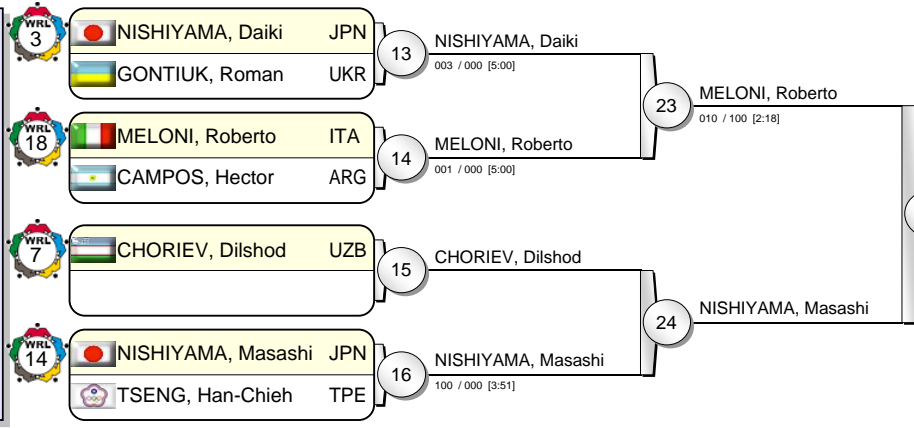 WRL
3
NISHIYAMA, Daiki JPN
GONTIUK, Roman UKR
13
NISHIYAMA, Daiki
003 / 000 [5:00]
23
MELONI, Roberto
010 / 100 [2:18]
WRL
18
MELONI, Roberto ITA
CAMPOS, Hector ARG
14
MELONI, Roberto
001 / 000 [5:00]
WRL
7
CHORIEV, Dilshod UZB
15
CHORIEV, Dilshod
24
NISHIYAMA, Masashi
WRL
14
NISHIYAMA, Masashi JPN
TSENG, Han-Chieh TPE
16
NISHIYAMA, Masashi
100 / 000 [3:51]